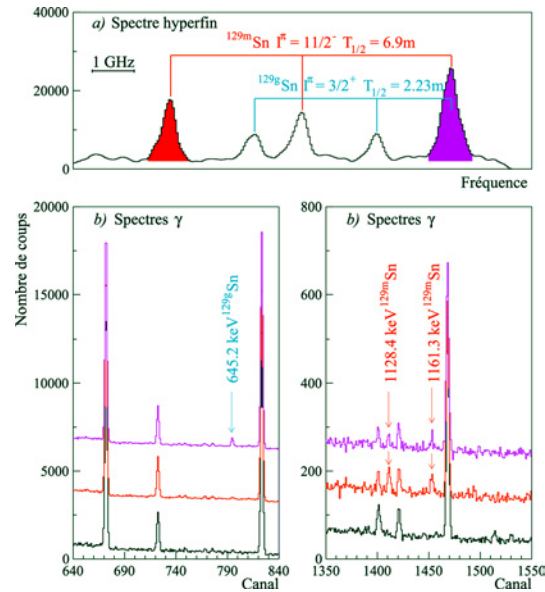 a) Spectre hyperfin
129mSn Iπ = 11/2- T1/2 = 6.9m
1 GHz
129gSn Iπ = 3/2+ T1/2 = 2.23m
40000
20000
0
Fréquence
Nombre de coups
b) Spectres γ
20000
15000
10000
5000
0
645.2 keV 129gSn
640 690 740 790 840
Canal
b) Spectres γ
800
600
400
200
0
1128.4 keV 129mSn
1161.3 keV 129mSn
1350 1400 1450 1500 1550
Canal